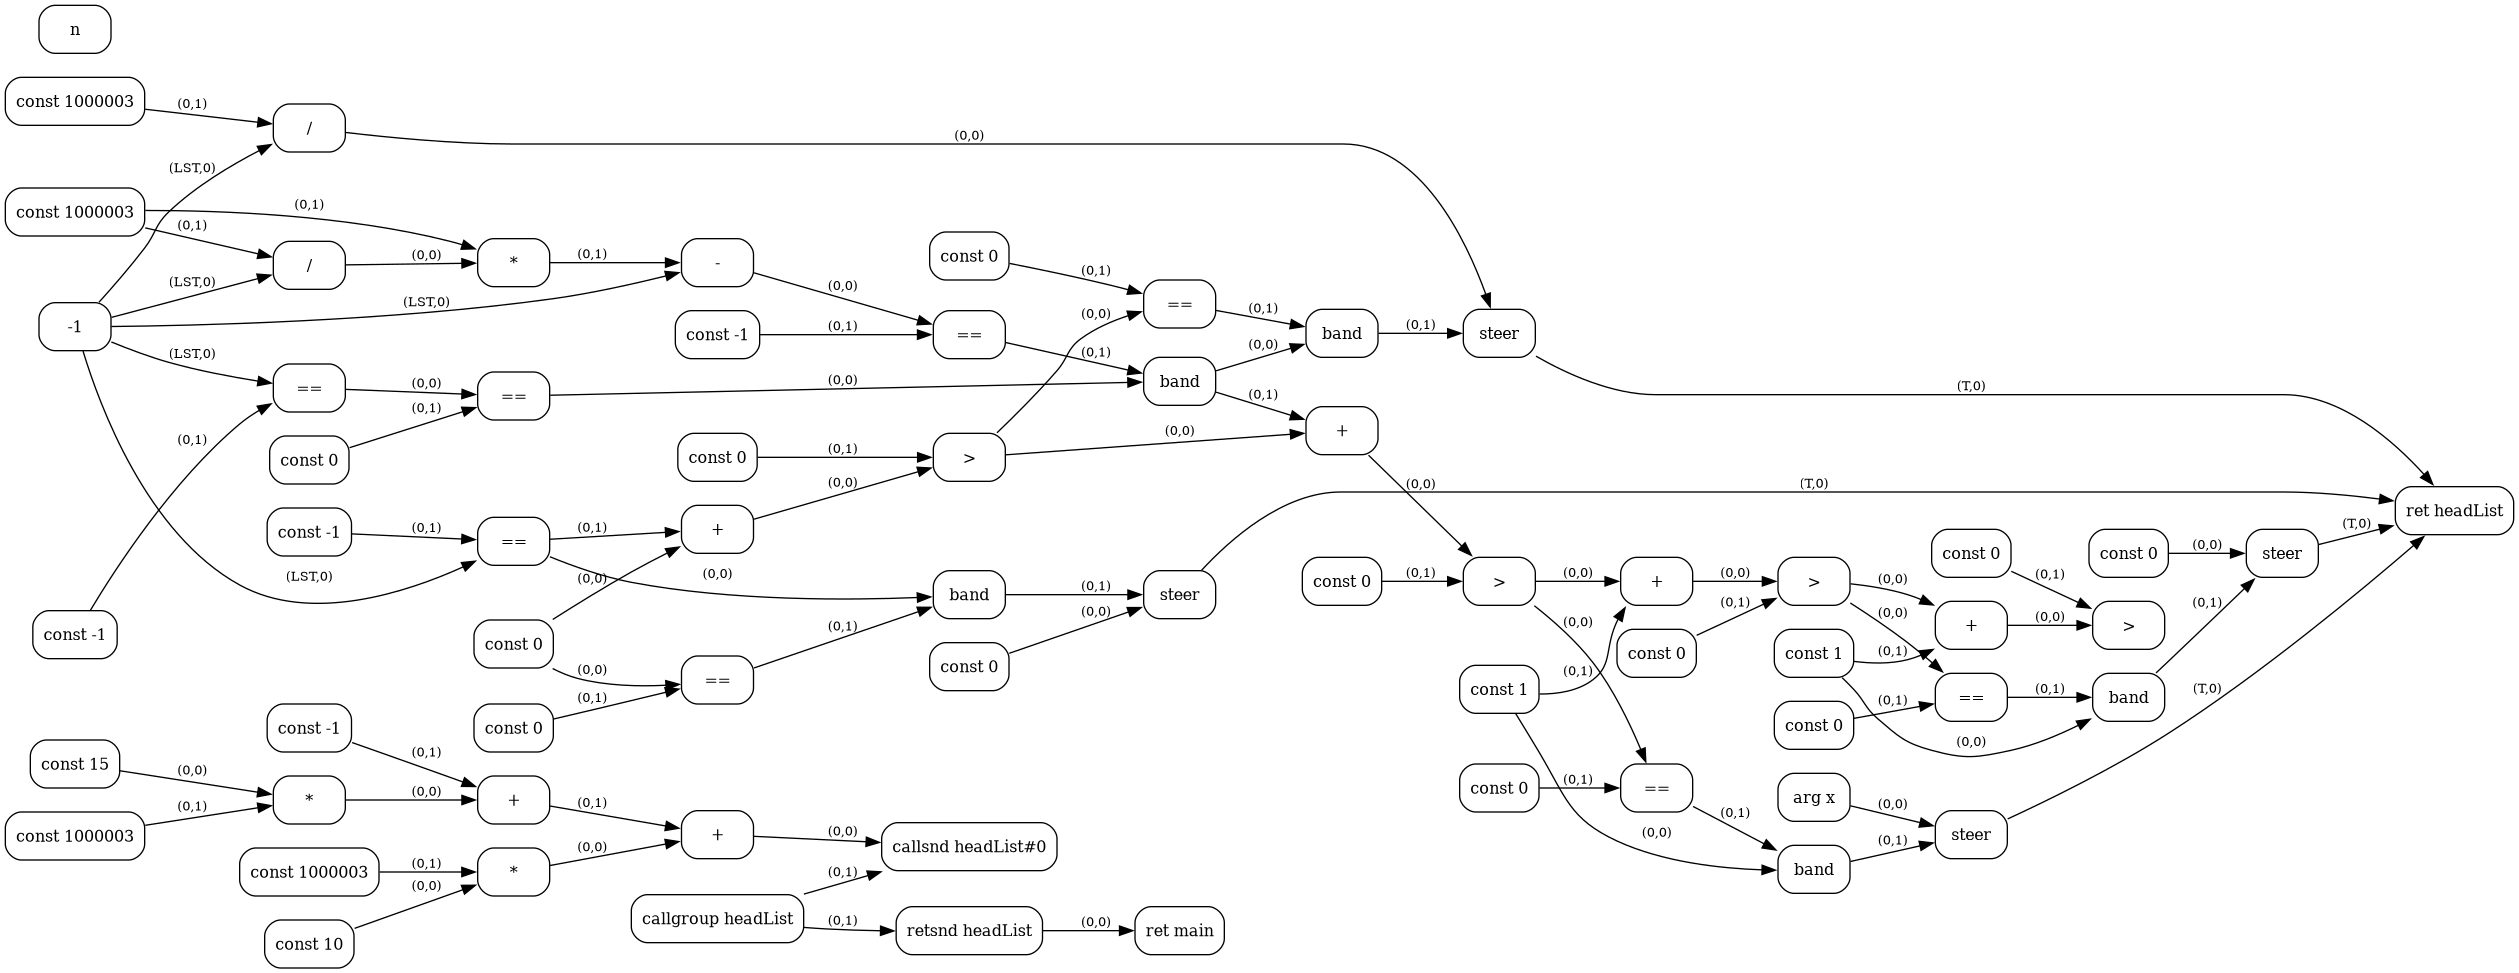 n
const 1000003
(0,1)
/
(0,0)
(LST,0)
const 1000003
(0,1)
(0,1)
(LST,0)
/
(0,0)
*
(0,1)
-
(0,0)
-1
(LST,0)
(LST,0)
(LST,0)
==
(0,0)
const 0
(0,1)
==
(0,0)
const -1
(0,1)
==
(0,1)
const 0
(0,1)
(0,0)
==
(0,1)
band
(0,0)
(0,1)
band
(0,1)
steer
(T,0)
(0,1)
const -1
const -1
(0,1)
==
(0,1)
(0,0)
const 0
(0,0)
(0,0)
+
(0,0)
const 0
(0,1)
>
(0,0)
+
(0,0)
const 0
(0,1)
==
(0,1)
band
(0,1)
const 0
(0,0)
steer
(T,0)
ret headList
const 0
(0,1)
>
(0,0)
(0,0)
const 1
(0,1)
(0,0)
+
(0,0)
const 0
(0,1)
>
(0,0)
(0,0)
const 1
(0,1)
(0,0)
+
(0,0)
const 0
(0,1)
>
const 0
(0,1)
==
(0,1)
band
(0,1)
const 0
(0,0)
steer
(T,0)
const 0
(0,1)
==
(0,1)
band
(0,1)
arg x
(0,0)
steer
(T,0)
const 15
(0,0)
const 1000003
(0,1)
*
(0,0)
const -1
(0,1)
+
(0,1)
const 1000003
(0,1)
const 10
(0,0)
*
(0,0)
+
(0,0)
callsnd headList#0
callgroup headList
(0,1)
(0,1)
retsnd headList
(0,0)
ret main